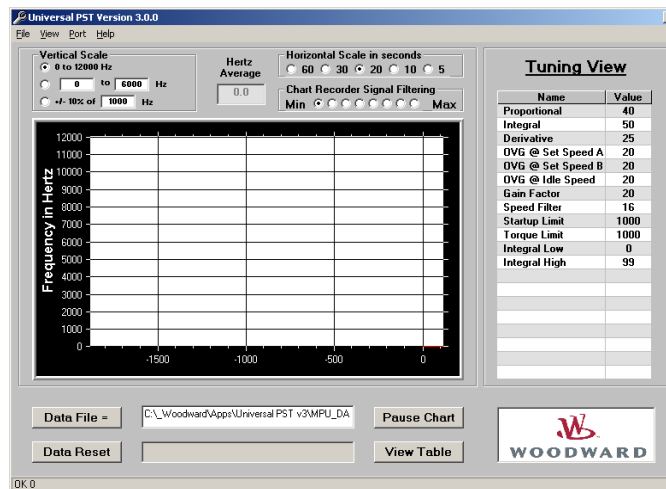 Universal PST Version 3.0.0
File View Port Help
Vertical Scale
0 to 12000 Hz
0 to 6000 Hz
+/- 10% of 1000 Hz
Hertz
Average
0.0
Horizontal Scale in seconds
60 30 20 10 5
Chart Recorder Signal Filtering
Min Max
Tuning View
Name Value
Proportional 40
Integral 50
Derivative 25
OVG @ Set Speed A 20
OVG @ Set Speed B 20
OVG @ Idle Speed 20
Gain Factor 20
Speed Filter 16
Startup Limit 1000
Torque Limit 1000
Integral Low 0
Integral High 99
Frequency in Hertz
12000
11000
10000
9000
8000
7000
6000
5000
4000
3000
2000
1000
0
-1500 -1000 -500 0
Data File = C:\_Woodward\Apps\Universal PST v3\MPU_DA Pause Chart
Data Reset View Table
WOODWARD
OK 0